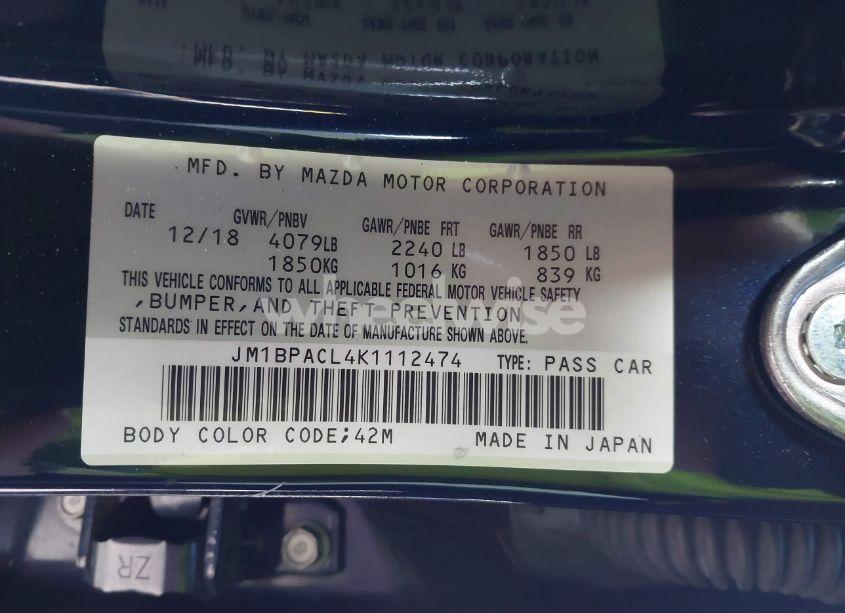 MFD. BY MAZDA MOTOR CORPORATION
DATE GVWR/PNBV GAWR/PNBE FRT GAWR/PNBE RR
12/18 4079LB 2240 LB 1850 LB
1850KG 1016 KG 839 KG
THIS VEHICLE CONFORMS TO ALL APPLICABLE FEDERAL MOTOR VEHICLE SAFETY
,BUMPER,AND THEFT PREVENTION
STANDARDS IN EFFECT ON THE DATE OF MANUFACTURE SHOWN ABOVE.
JM1BPACL4K1112474 TYPE: PASS CAR
BODY COLOR CODE;42M MADE IN JAPAN
ZR